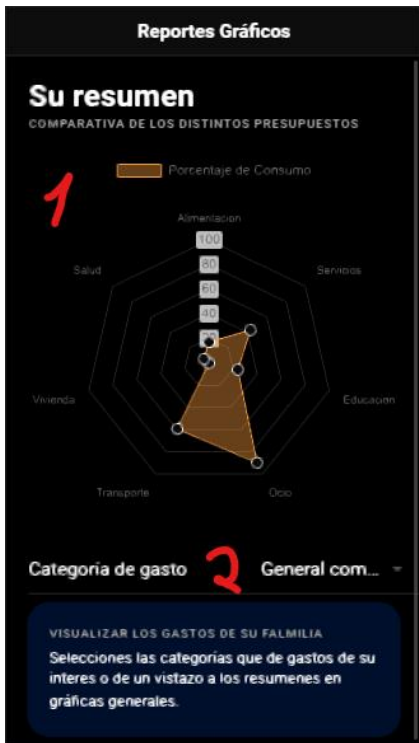 Reportes Gráficos
Su resumen
COMPARATIVA DE LOS DISTINTOS PRESUPUESTOS
1
Porcentaje de Consumo
Alimentacion
100
80
60
40
20
Salud
Servicios
Vivienda
Educacion
Transporte
Ocio
Categoría de gasto
2
General com...
VISUALIZAR LOS GASTOS DE SU FALMILIA
Selecciones las categorias que de gastos de su
interes o de un vistazo a los resumenes en
gráficas generales.